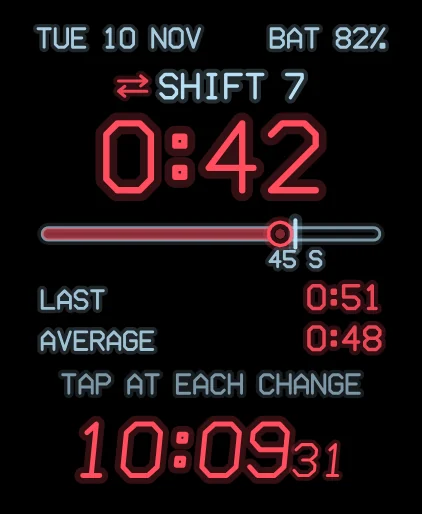 TUE 10 NOV BAT 82%
⇄ SHIFT 7
0:42
45 S
LAST 0:51
AVERAGE 0:48
TAP AT EACH CHANGE
10:09 31